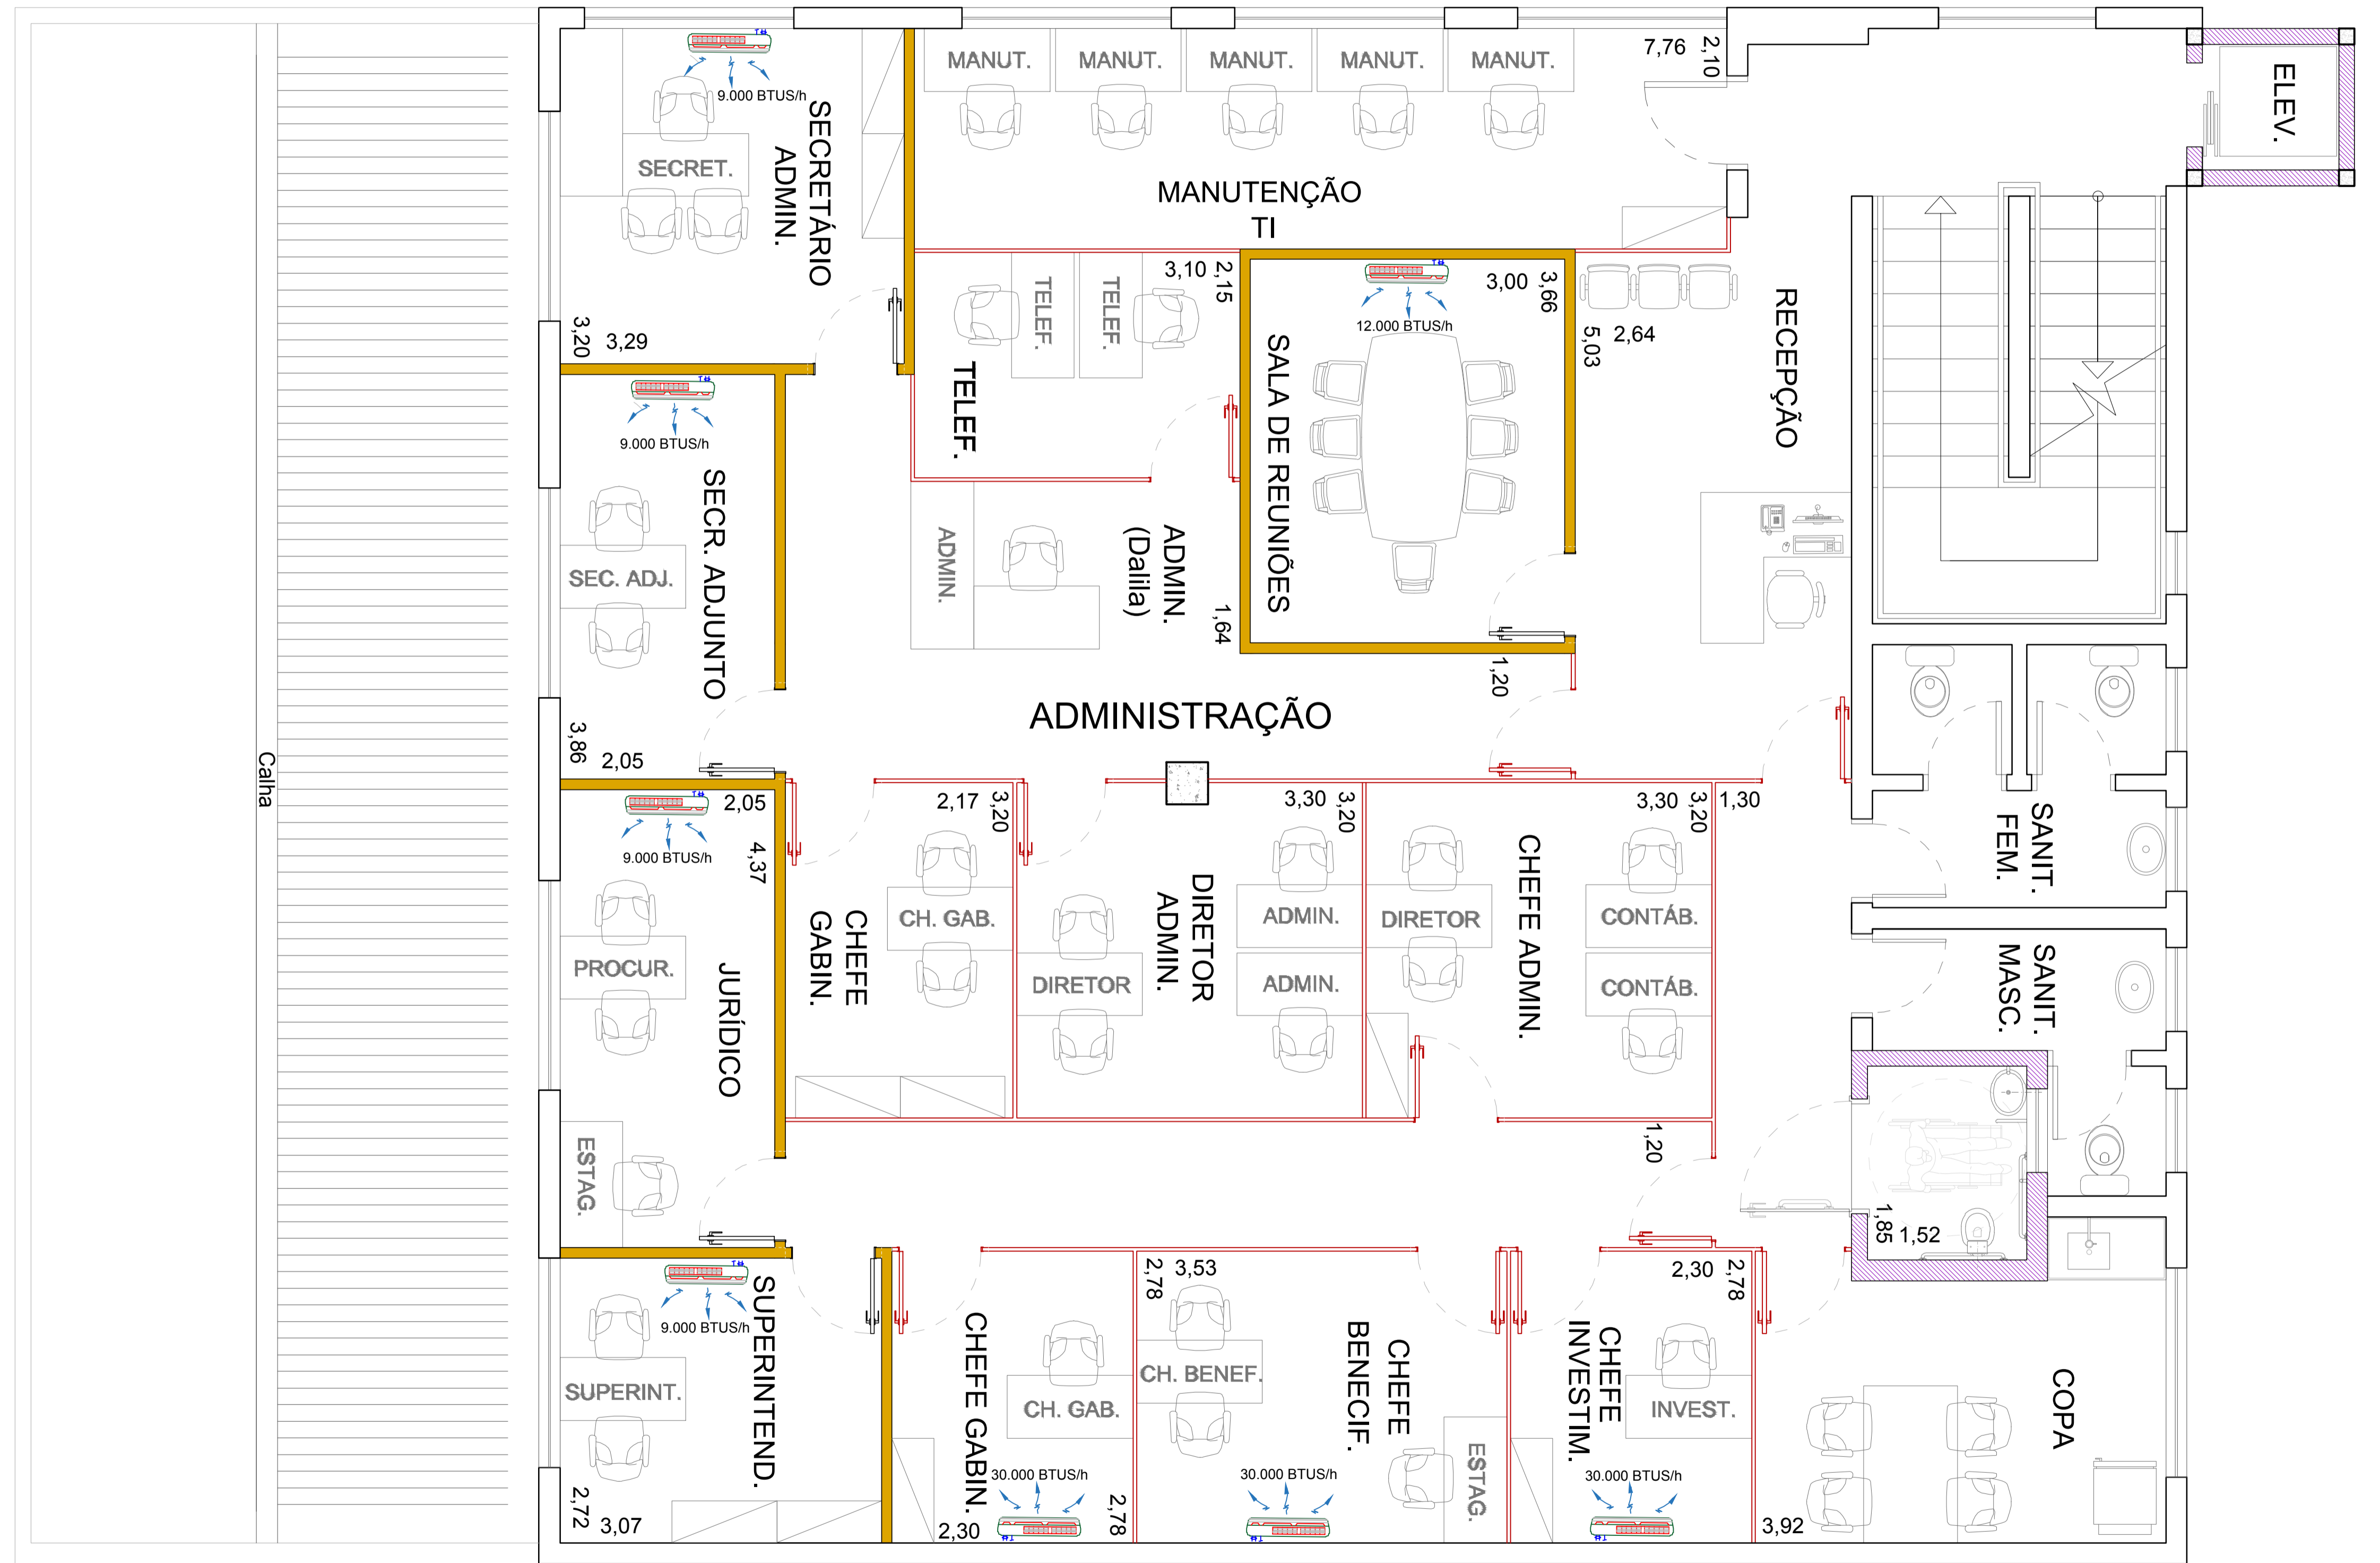 MANUT.
MANUT.
MANUT.
MANUT.
MANUT.
7,76
2,10
ELEV.
9.000 BTUS/h
SECRETÁRIO
ADMIN.
SECRET.
3,20
3,29
MANUTENÇÃO
TI
3,10
2,15
TELEF.
TELEF.
TELEF.
3,00
3,66
12.000 BTUS/h
SALA DE REUNIÕES
5,03
2,64
RECEPÇÃO
9.000 BTUS/h
SECR. ADJUNTO
SEC. ADJ.
3,86
2,05
ADMIN.
ADMIN.
(Dalila)
1,64
1,20
ADMINISTRAÇÃO
Calha
2,05
9.000 BTUS/h
4,37
PROCUR.
JURÍDICO
ESTAG.
2,17
3,20
CH. GAB.
CHEFE
GABIN.
3,30
3,20
DIRETOR
ADMIN.
DIRETOR
ADMIN.
ADMIN.
3,30
3,20
DIRETOR
CHEFE ADMIN.
CONTÁB.
CONTÁB.
1,30
1,20
SANIT.
FEM.
SANIT.
MASC.
1,85
1,52
9.000 BTUS/h
SUPERINTEND.
SUPERINT.
2,72
3,07
CHEFE GABIN.
CH. GAB.
30.000 BTUS/h
2,30
2,78
2,78
3,53
CH. BENEF.
CHEFE
BENECIF.
30.000 BTUS/h
ESTAG.
2,30
2,78
CHEFE
INVESTIM.
INVEST.
30.000 BTUS/h
3,92
COPA